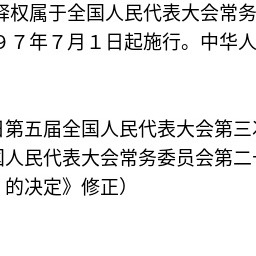 释权属于全国人民代表大会常务
９７年７月１日起施行。中华人
日第五届全国人民代表大会第三次
国人民代表大会常务委员会第二十
的决定》修正）